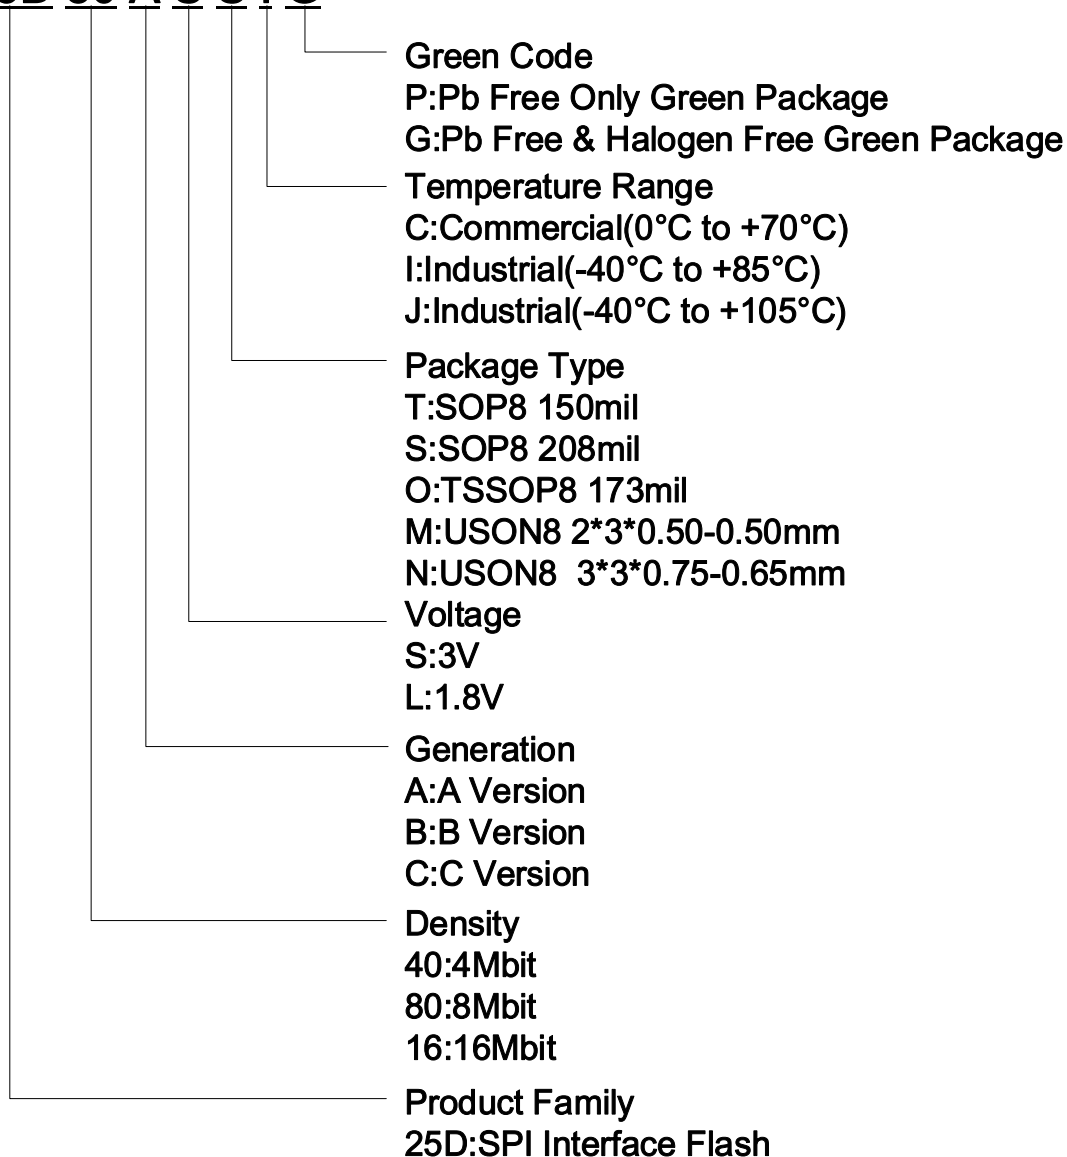 Green Code
P:Pb Free Only Green Package
G:Pb Free & Halogen Free Green Package
Temperature Range
C:Commercial(0°C to +70°C)
I:Industrial(-40°C to +85°C)
J:Industrial(-40°C to +105°C)
Package Type
T:SOP8 150mil
S:SOP8 208mil
O:TSSOP8 173mil
M:USON8 2*3*0.50-0.50mm
N:USON8 3*3*0.75-0.65mm
Voltage
S:3V
L:1.8V
Generation
A:A Version
B:B Version
C:C Version
Density
40:4Mbit
80:8Mbit
16:16Mbit
Product Family
25D:SPI Interface Flash